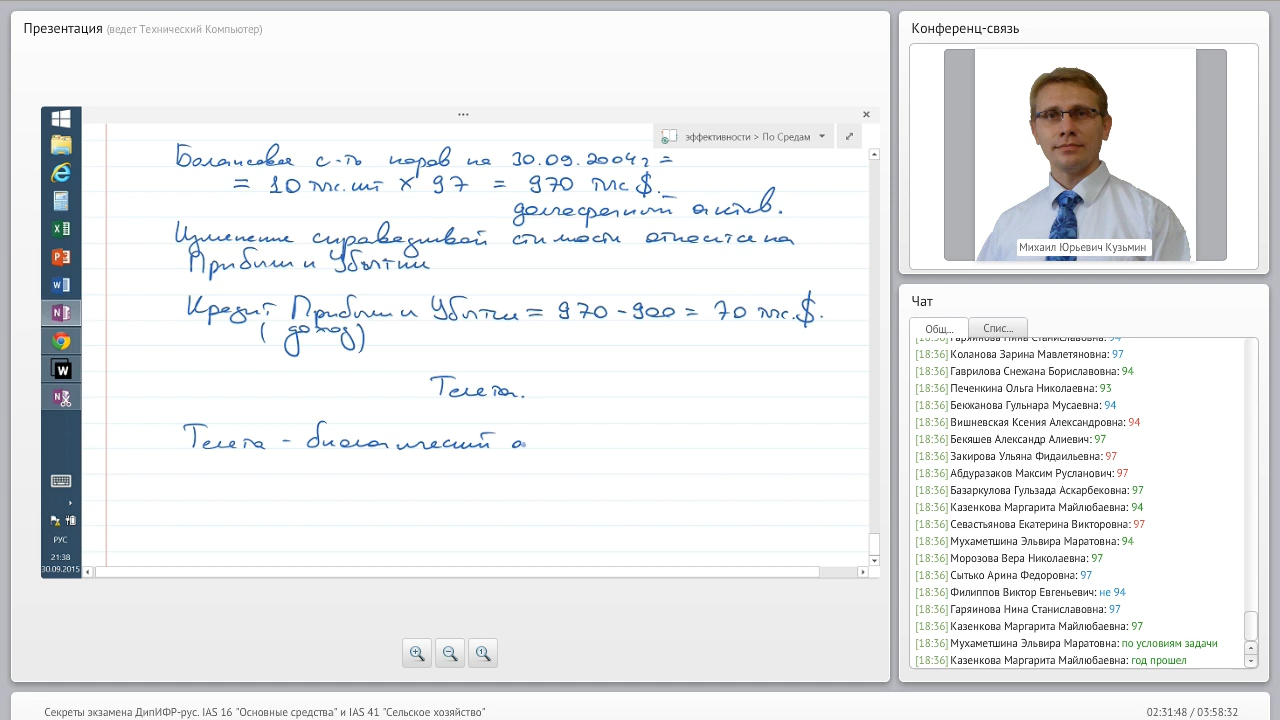 Презентация (ведет Технический Компьютер)
эффективности > По Средам
Балансовая с-ть коров на 30.09.2004 г =
= 10 тыс.шт × 97 = 970 тыс $.
долгосрочный актив.
Изменение справедливой стоимости относится на
Прибыли и Убытки
Кредит Прибыли и Убытки = 970 - 900 = 70 тыс. $.
(доход)
Телята.
Телята - биологический а
РУС
21:38
30.09.2015
Конференц-связь
Михаил Юрьевич Кузьмин
Чат
Общ...
Спис...
[18:36] Гаряинова Нина Станиславовна: 94
[18:36] Коланова Зарина Мавлетяновна: 97
[18:36] Гаврилова Снежана Бориславовна: 94
[18:36] Печенкина Ольга Николаевна: 93
[18:36] Беюжанова Гульнара Мусаевна: 94
[18:36] Вишневская Ксения Александровна: 94
[18:36] Бекяшев Александр Алиевич: 97
[18:36] Закирова Ульяна Фидаильевна: 97
[18:36] Абдуразаков Максим Русланович: 97
[18:36] Базаркулова Гульзада Аскарбековна: 97
[18:36] Казенкова Маргарита Майлюбаевна: 94
[18:36] Севастьянова Екатерина Викторовна: 97
[18:36] Мухаметшина Эльвира Маратовна: 94
[18:36] Морозова Вера Николаевна: 97
[18:36] Сытько Арина Федоровна: 97
[18:36] Филиппов Виктор Евгеньевич: не 94
[18:36] Гаряинова Нина Станиславовна: 97
[18:36] Казенкова Маргарита Майлюбаевна: 97
[18:36] Мухаметшина Эльвира Маратовна: по условиям задачи
[18:36] Казенкова Маргарита Майлюбаевна: год прошел
Секреты экзамена ДипИФР-рус. IAS 16 "Основные средства" и IAS 41 "Сельское хозяйство"
02:31:48 / 03:58:32